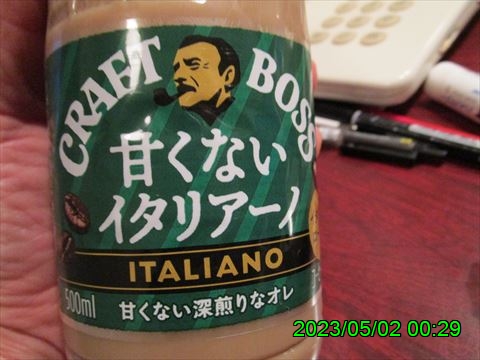 CRAFT BOSS
甘くない
イタリアーノ
ITALIANO
500ml 甘くない深煎りなオレ
2023/05/02 00:29